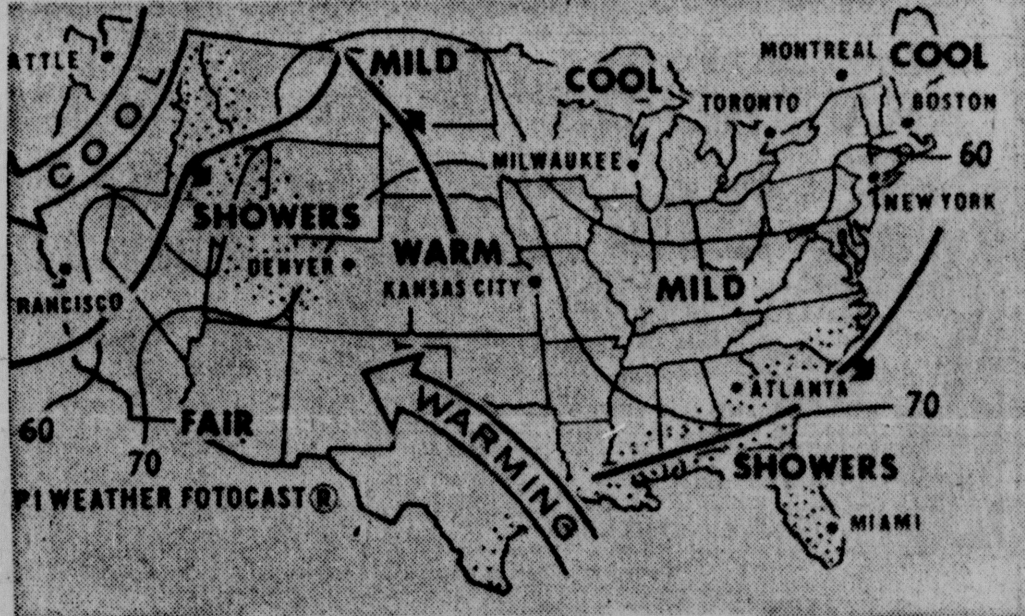 MONTREAL
COOL
ATTLE
MILD
COOL
TORONTO
BOSTON
COOL
MILWAUKEE
60
NEW YORK
SHOWERS
WARM
DENVER
KANSAS CITY
MILD
RANCISCO
ATLANTA
70
WARMING
FAIR
60
70
SHOWERS
PI WEATHER FOTOCAST®
MIAMI